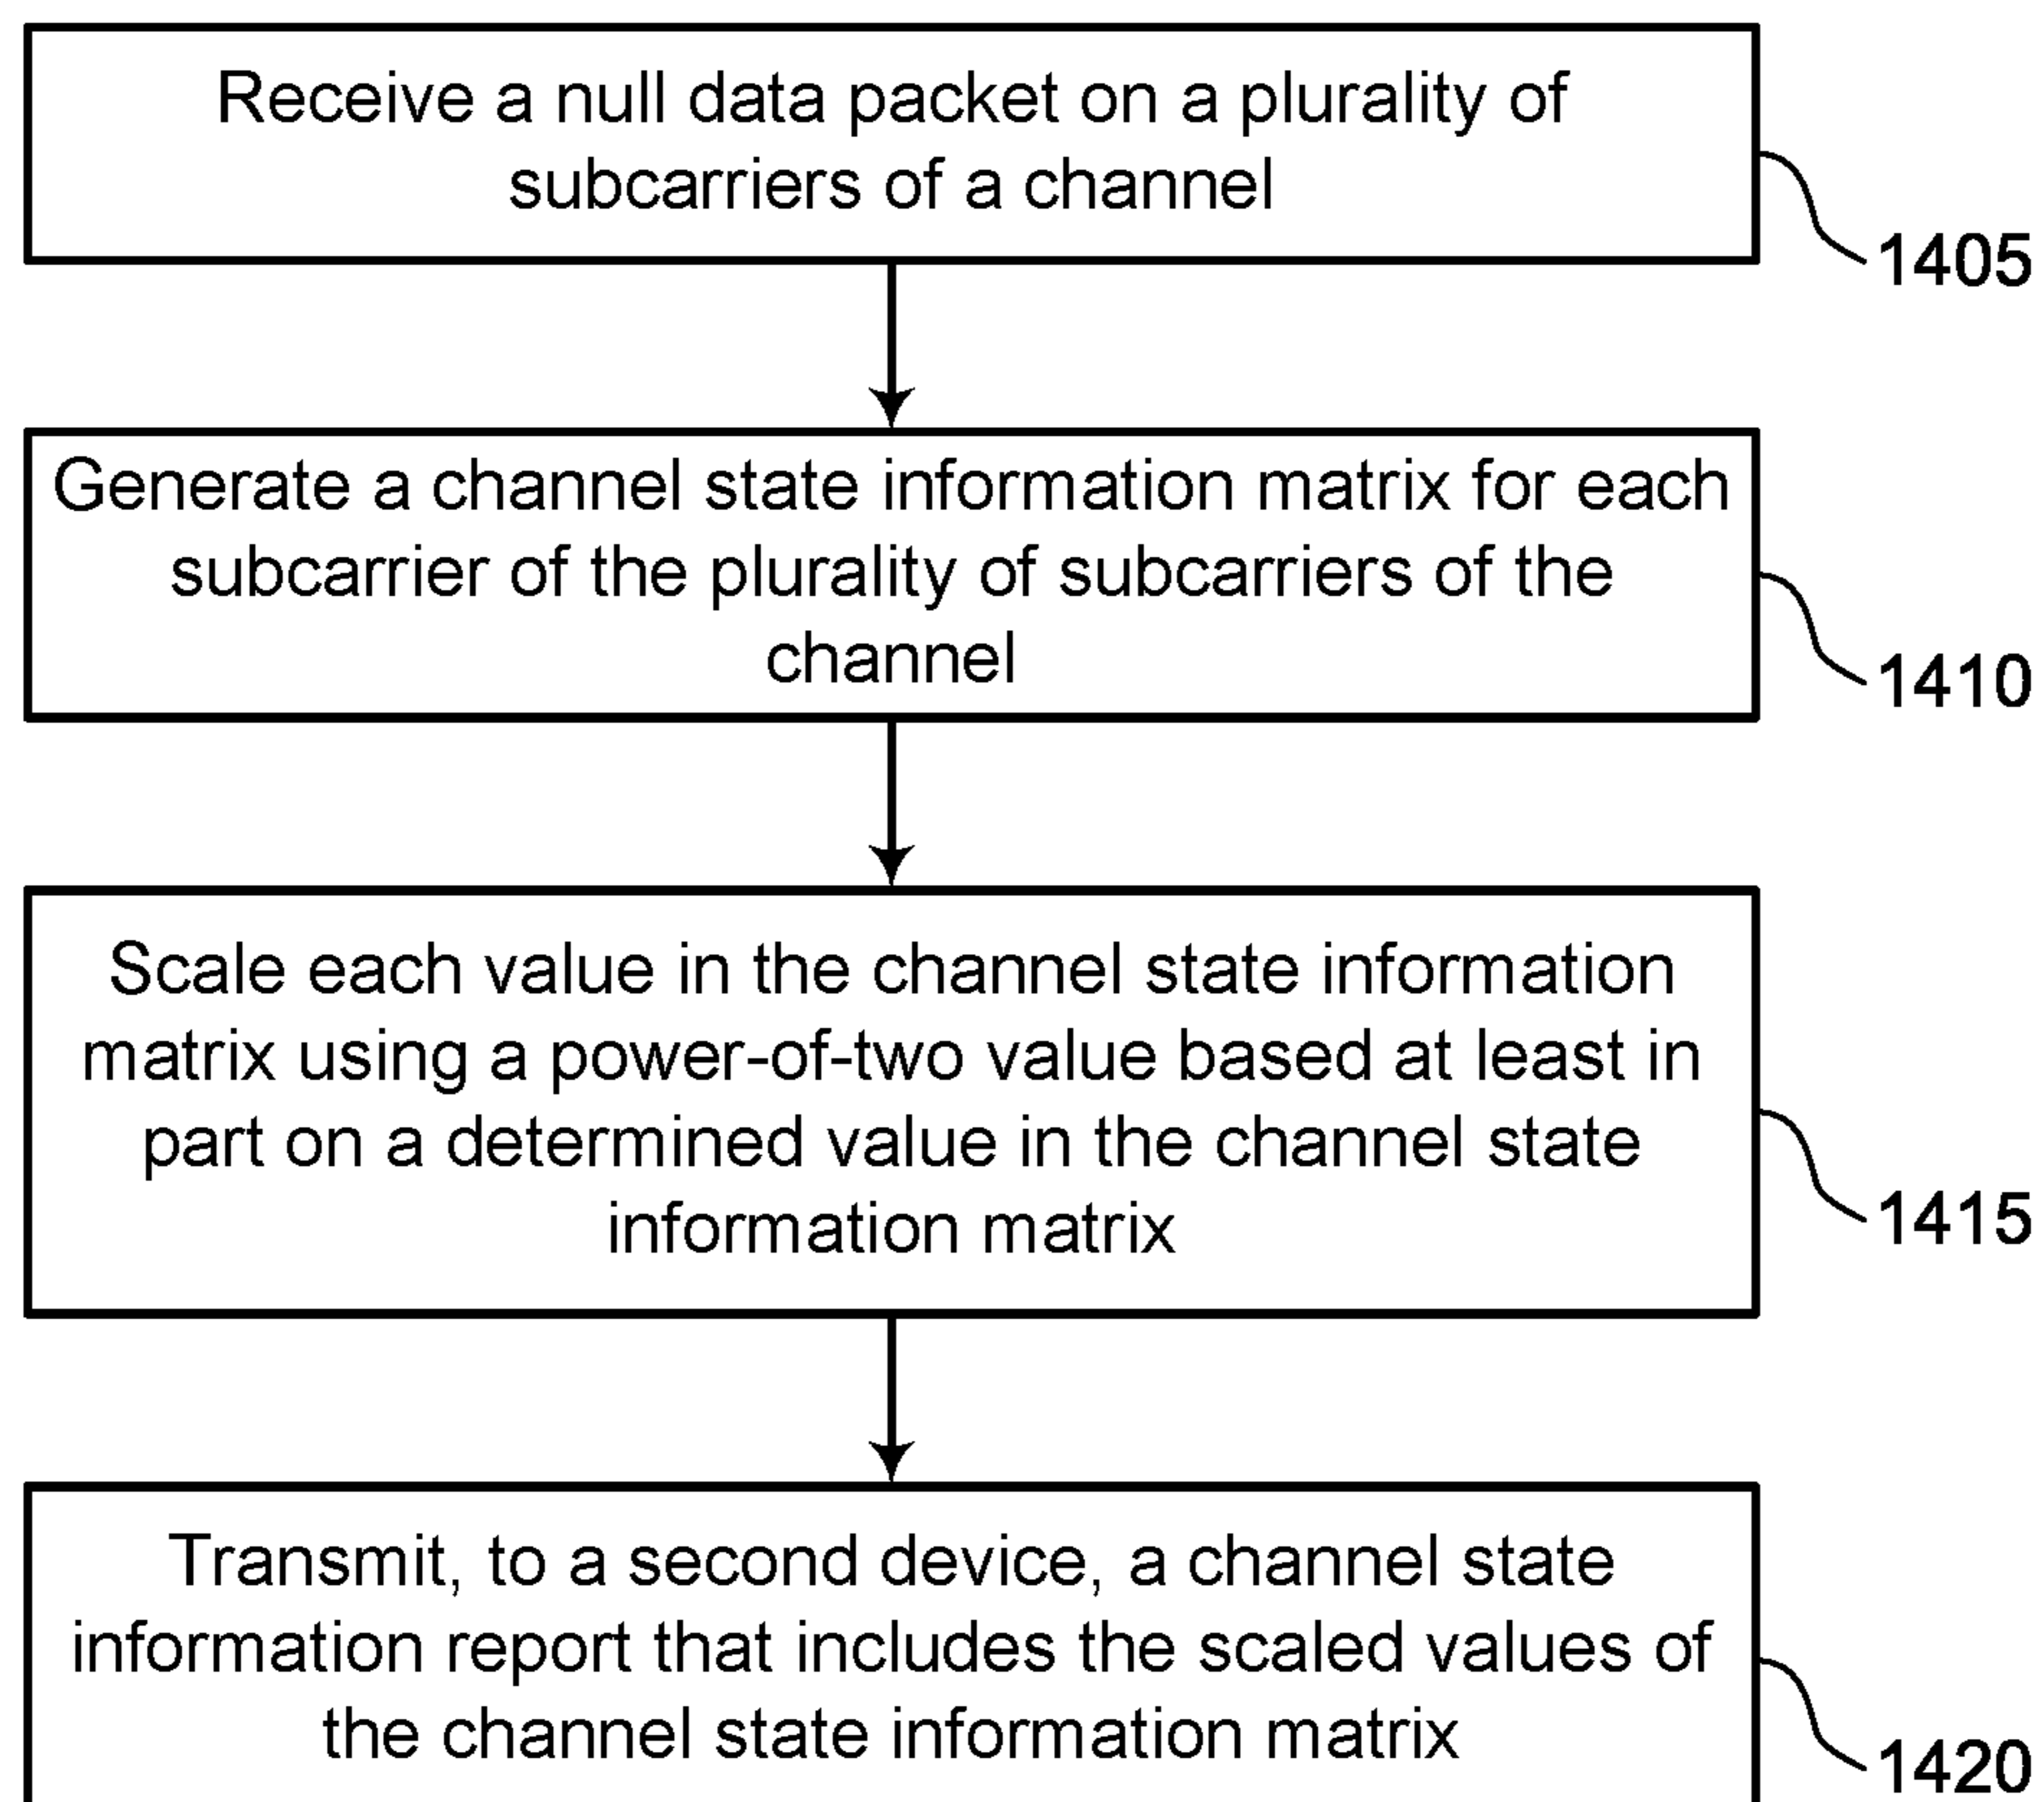 Receive a null data packet on a plurality of
subcarriers of a channel
1405
Generate a channel state information matrix for each
subcarrier of the plurality of subcarriers of the
channel
1410
Scale each value in the channel state information
matrix using a power-of-two value based at least in
part on a determined value in the channel state
information matrix
1415
Transmit, to a second device, a channel state
information report that includes the scaled values of
the channel state information matrix
1420